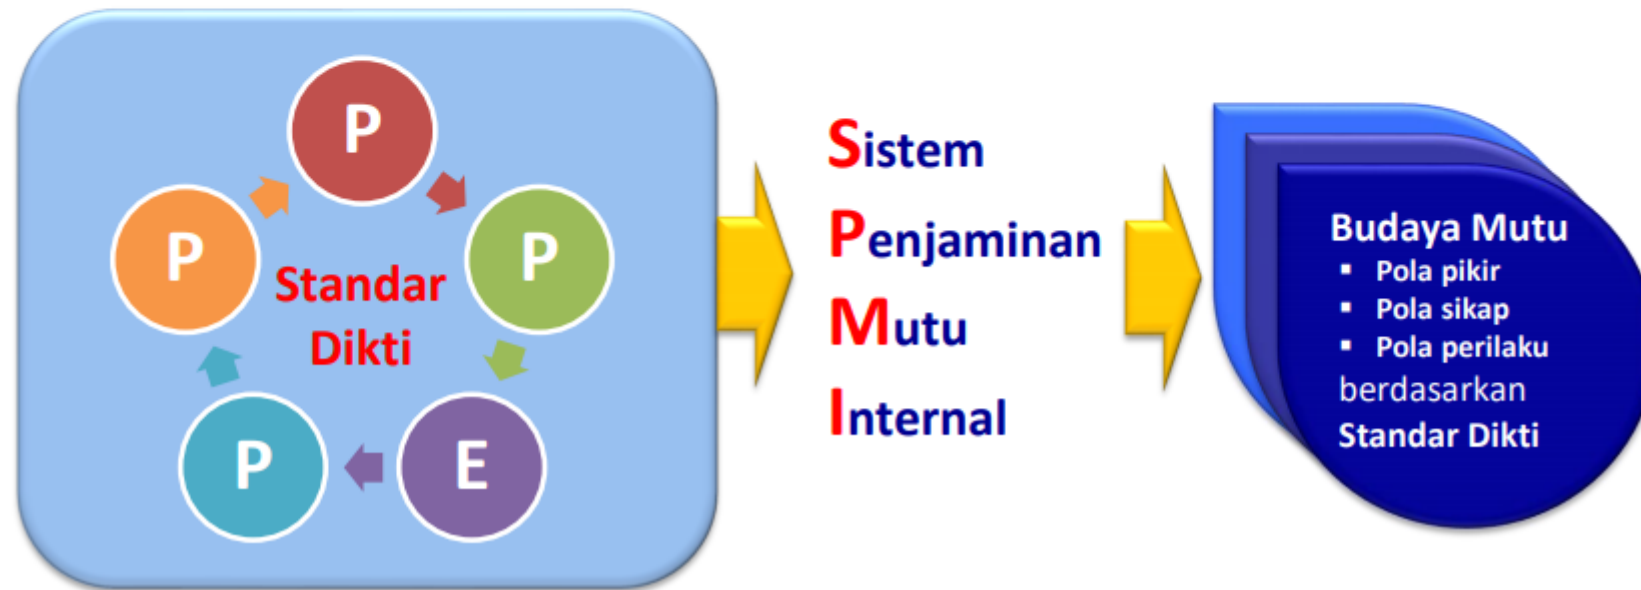 P
P
E
P
P
Standar
Dikti
Sistem
Penjaminan
Mutu
Internal
Budaya Mutu
▪ Pola pikir
▪ Pola sikap
▪ Pola perilaku
berdasarkan
Standar Dikti